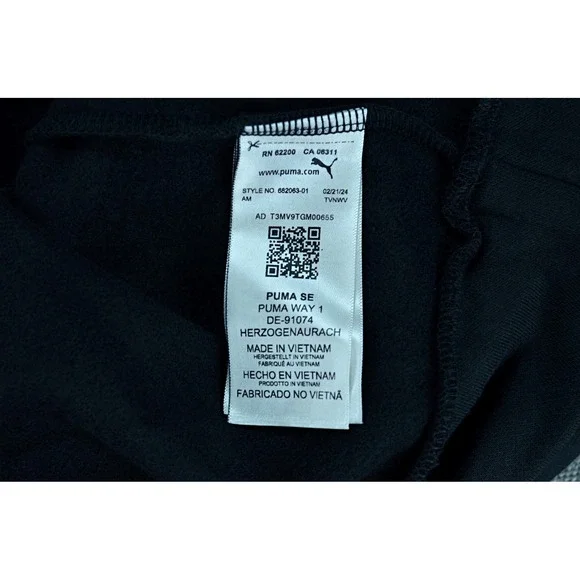 RN 62200 CA 06311
www.puma.com
STYLE NO. 682063-01 02/21/24
AM TVNWV
AD T3MV9TGM00655
PUMA SE
PUMA WAY 1
DE-91074
HERZOGENAURACH
MADE IN VIETNAM
HERGESTELLT IN VIETNAM
FABRIQUÉ AU VIETNAM
HECHO EN VIETNAM
PRODOTTO IN VIETNAM
FABRICADO NO VIETNÃ